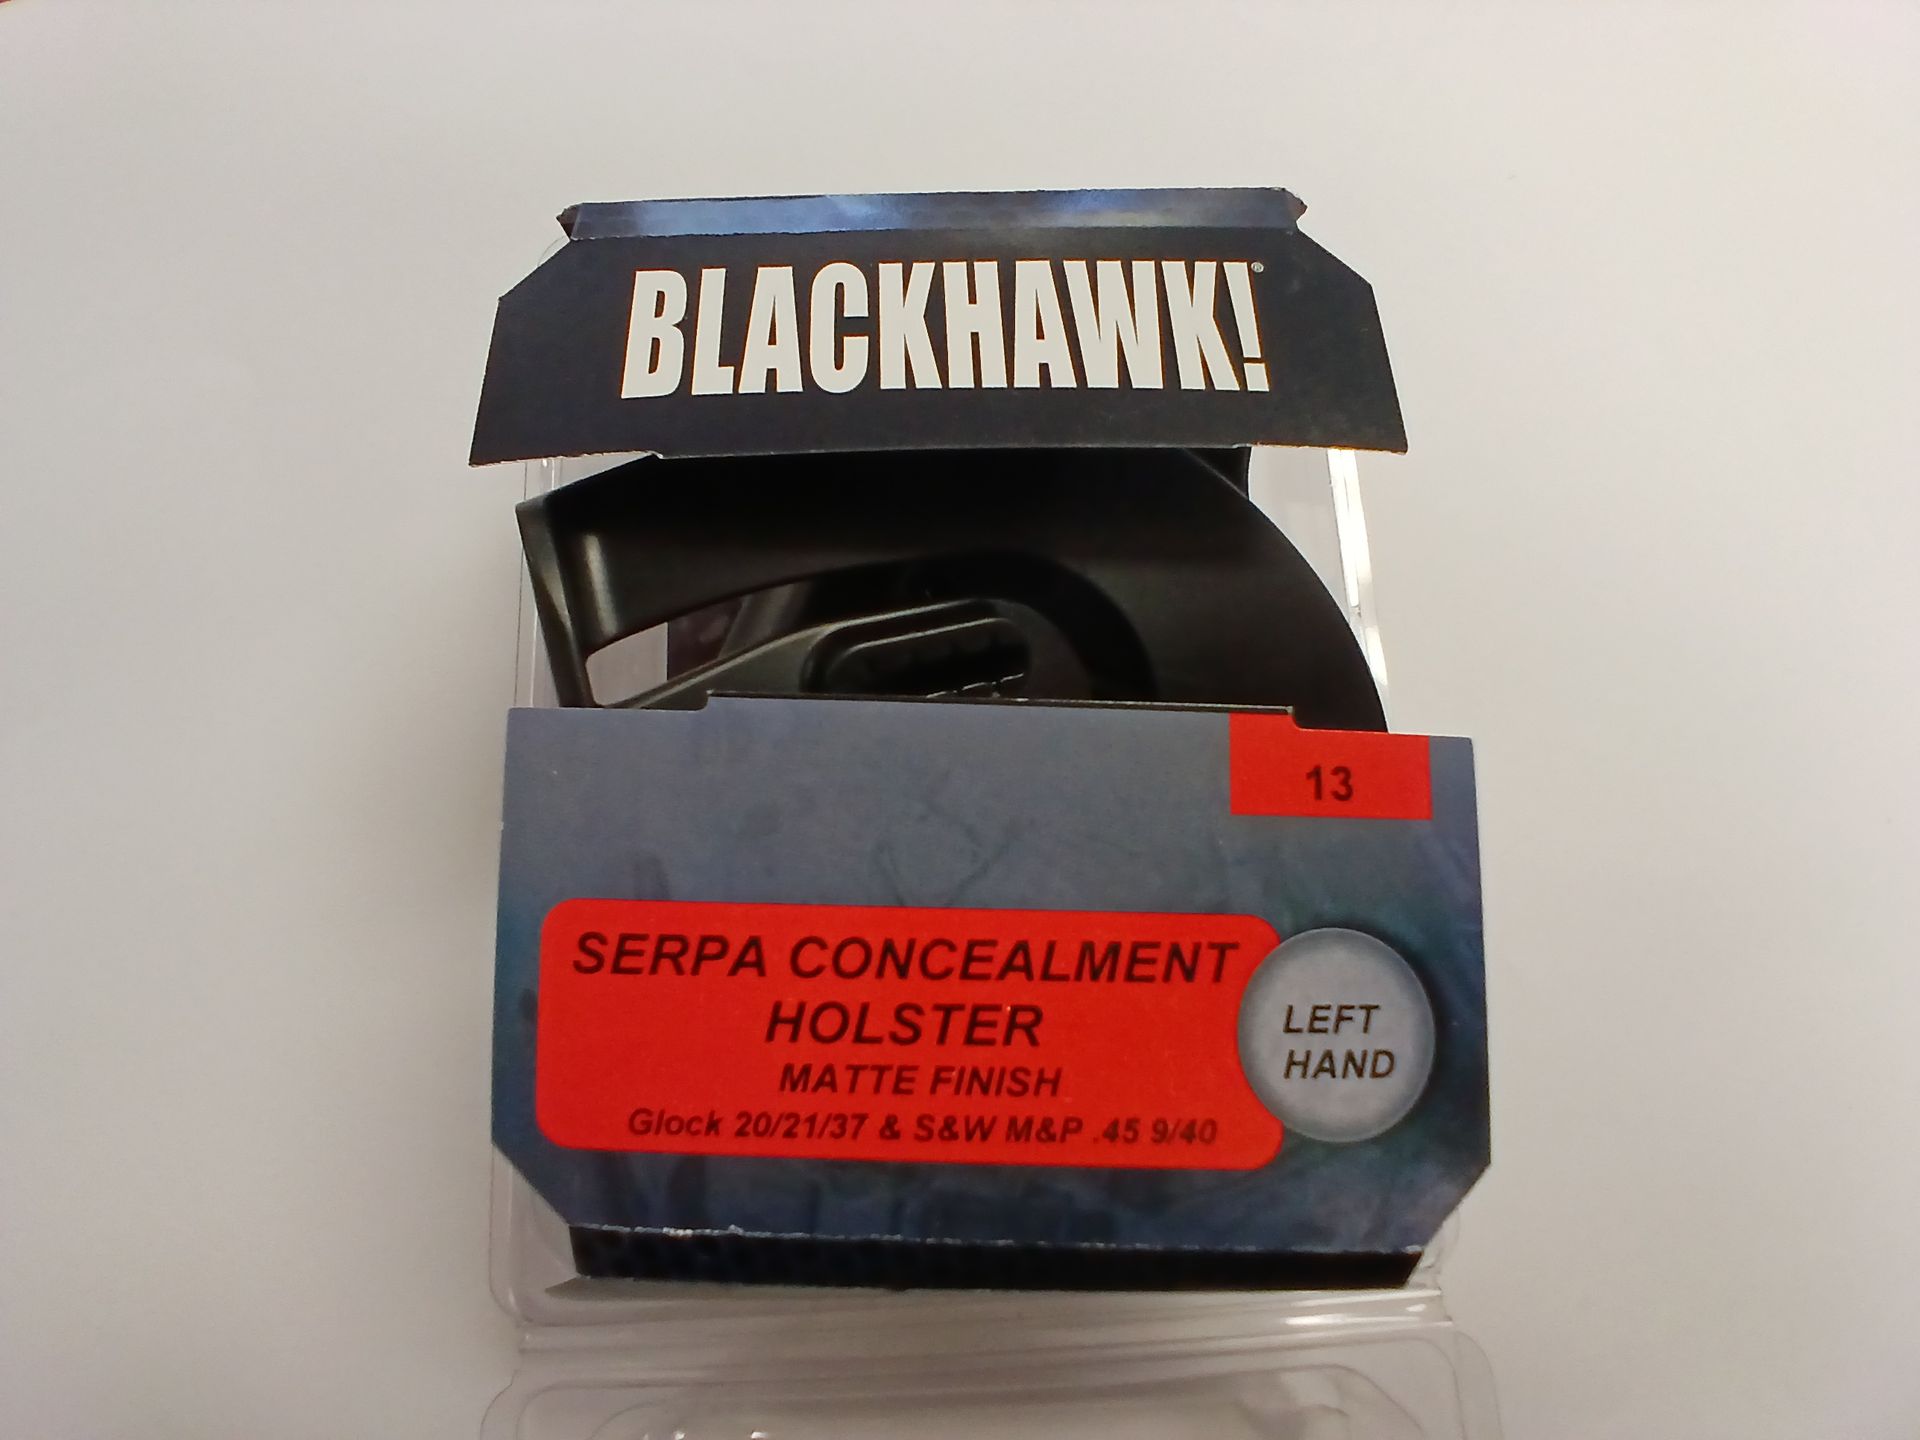 BLACKHAWK!®
13
SERPA CONCEALMENT
HOLSTER
MATTE FINISH
Glock 20/21/37 & S&W M&P .45 9/40
LEFT
HAND